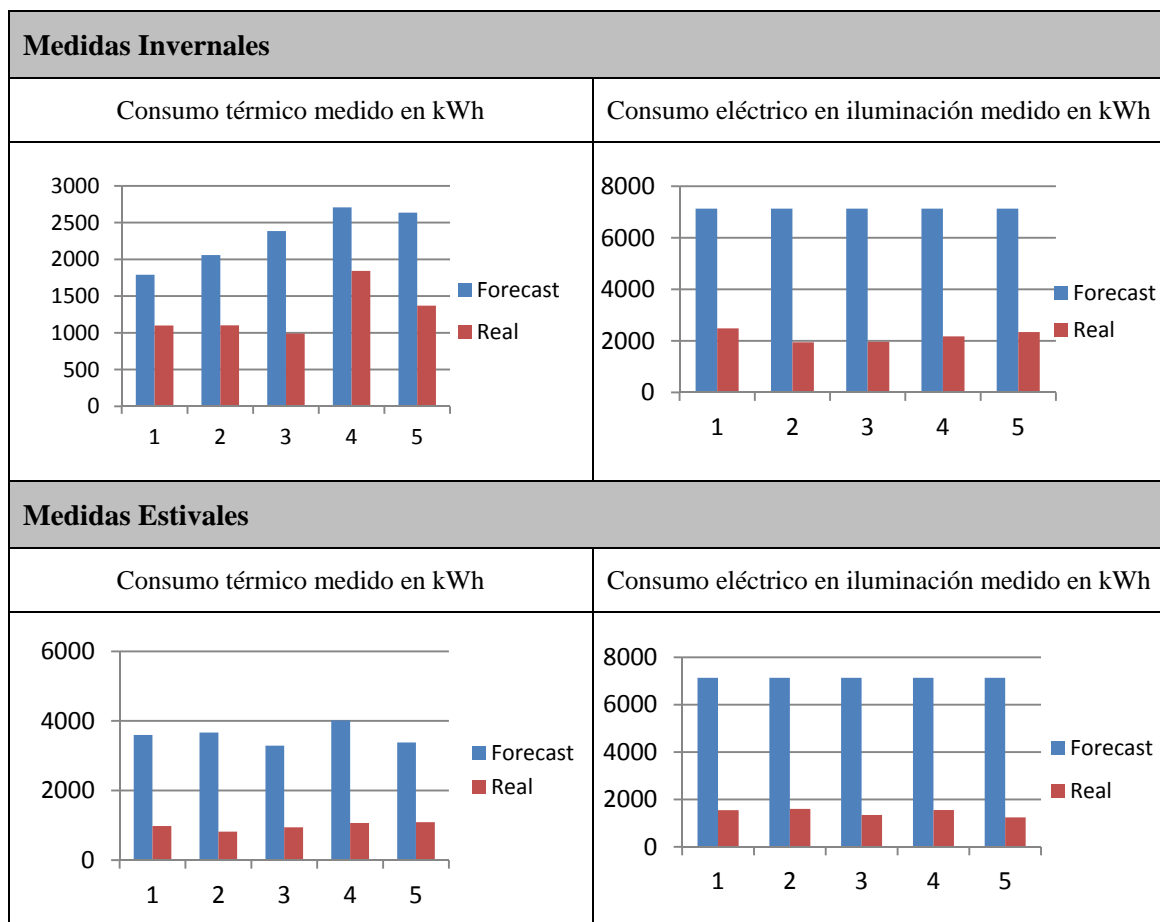 Medidas Invernales
Consumo térmico medido en kWh
Consumo eléctrico en iluminación medido en kWh
3000
2500
2000
1500
1000
500
0
1 2 3 4 5
Forecast
Real
8000
6000
4000
2000
0
1 2 3 4 5
Forecast
Real
Medidas Estivales
Consumo térmico medido en kWh
Consumo eléctrico en iluminación medido en kWh
6000
4000
2000
0
1 2 3 4 5
Forecast
Real
8000
6000
4000
2000
0
1 2 3 4 5
Forecast
Real